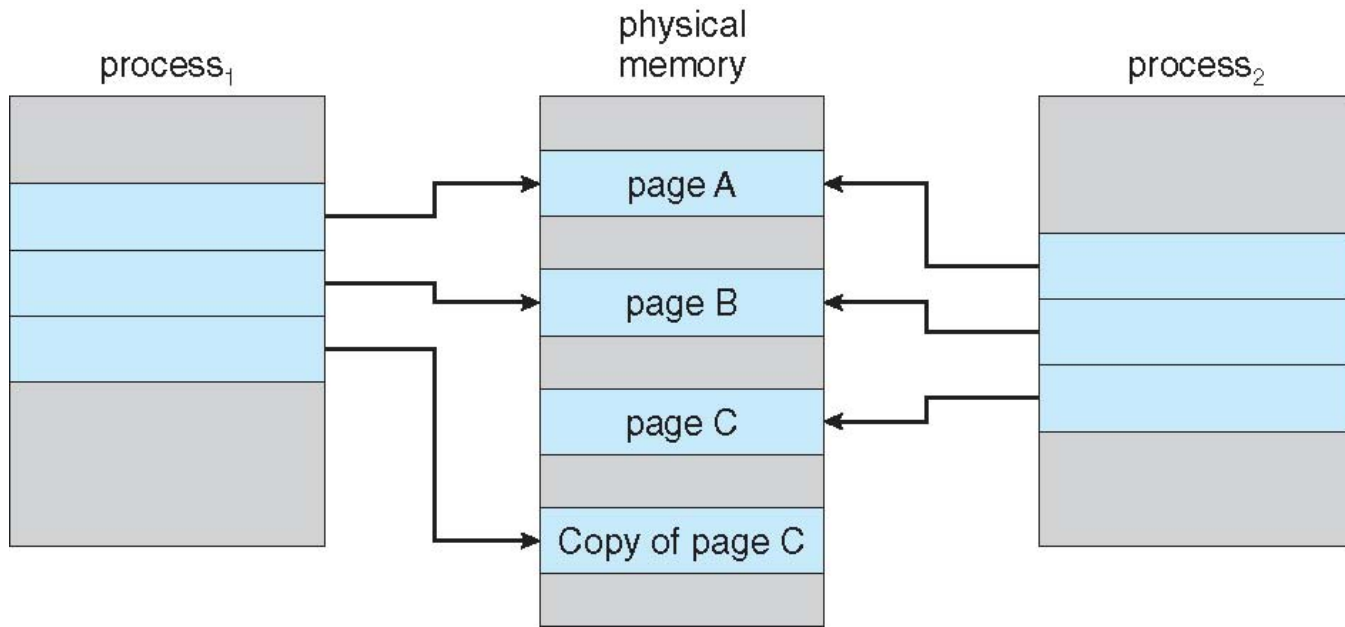 process₁
physical
memory
process₂
page A
page B
page C
Copy of page C